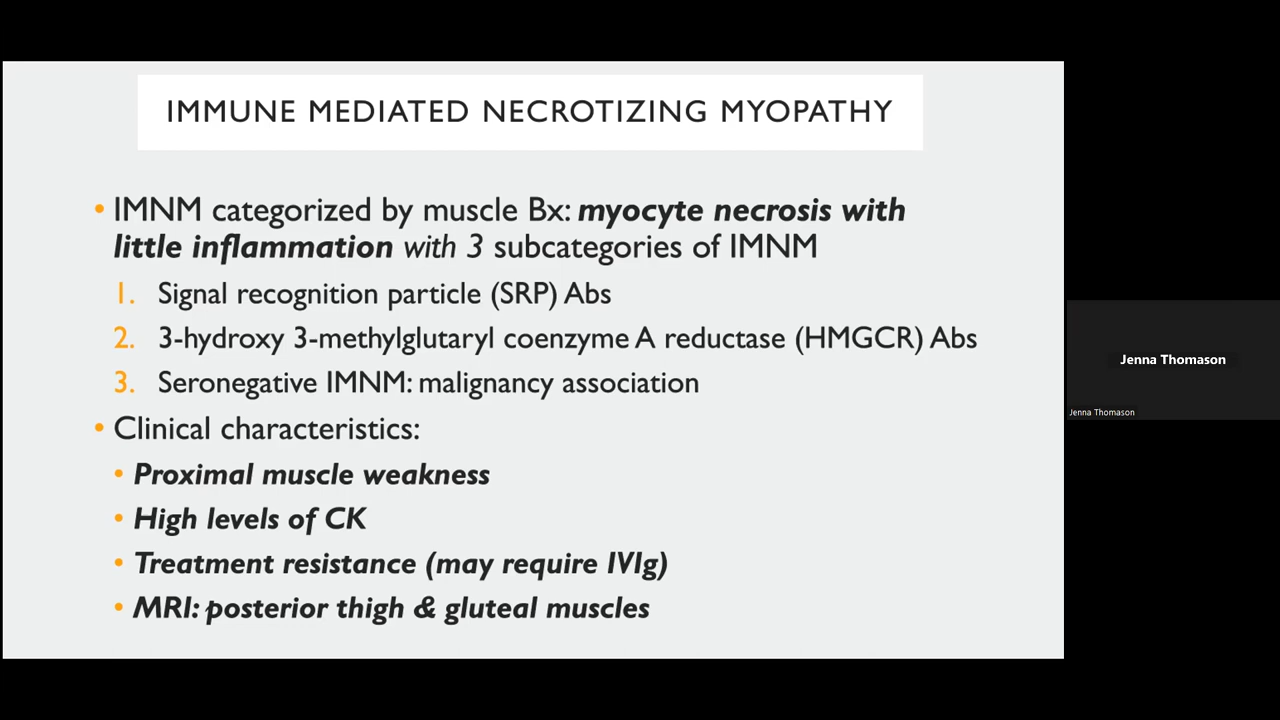 IMMUNE MEDIATED NECROTIZING MYOPATHY
• IMNM categorized by muscle Bx: myocyte necrosis with
little inflammation with 3 subcategories of IMNM
1. Signal recognition particle (SRP) Abs
2. 3-hydroxy 3-methylglutaryl coenzyme A reductase (HMGCR) Abs
3. Seronegative IMNM: malignancy association
• Clinical characteristics:
• Proximal muscle weakness
• High levels of CK
• Treatment resistance (may require IVIg)
• MRI: posterior thigh & gluteal muscles
Jenna Thomason
Jenna Thomason